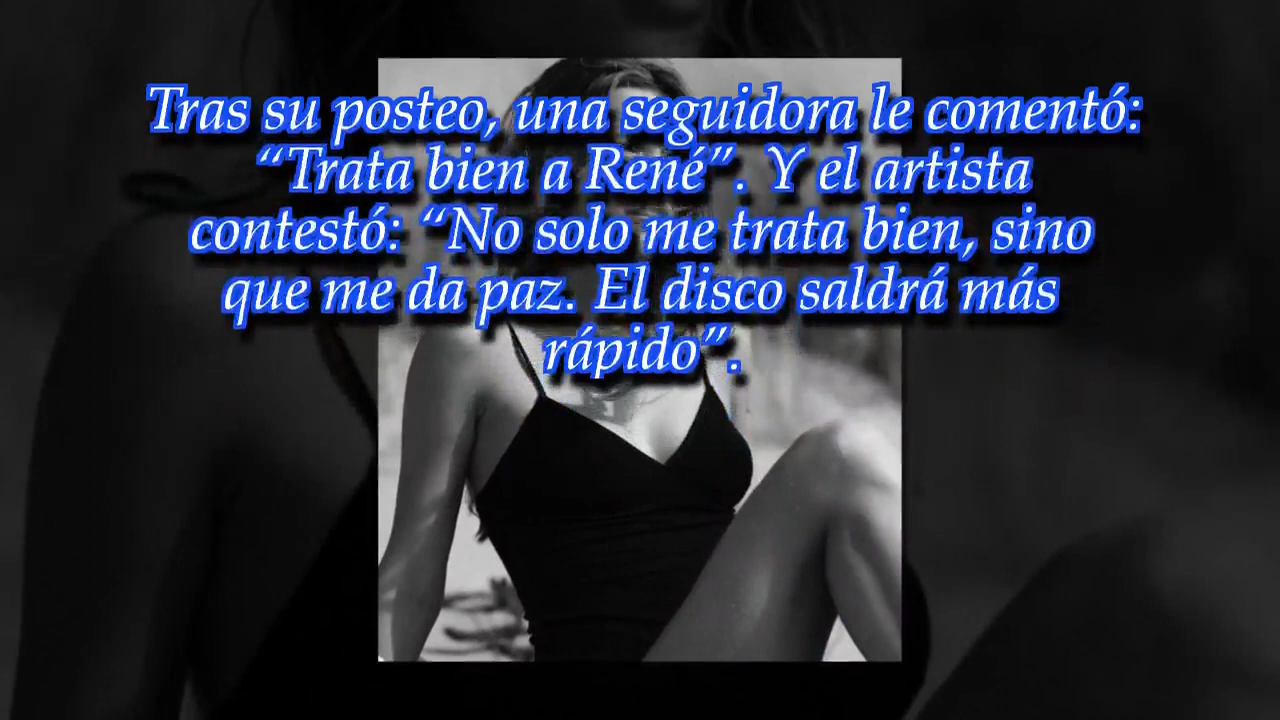 Tras su posteo, una seguidora le comentó:
“Trata bien a René”. Y el artista
contestó: “No solo me trata bien, sino
que me da paz. El disco saldrá más
rápido”.